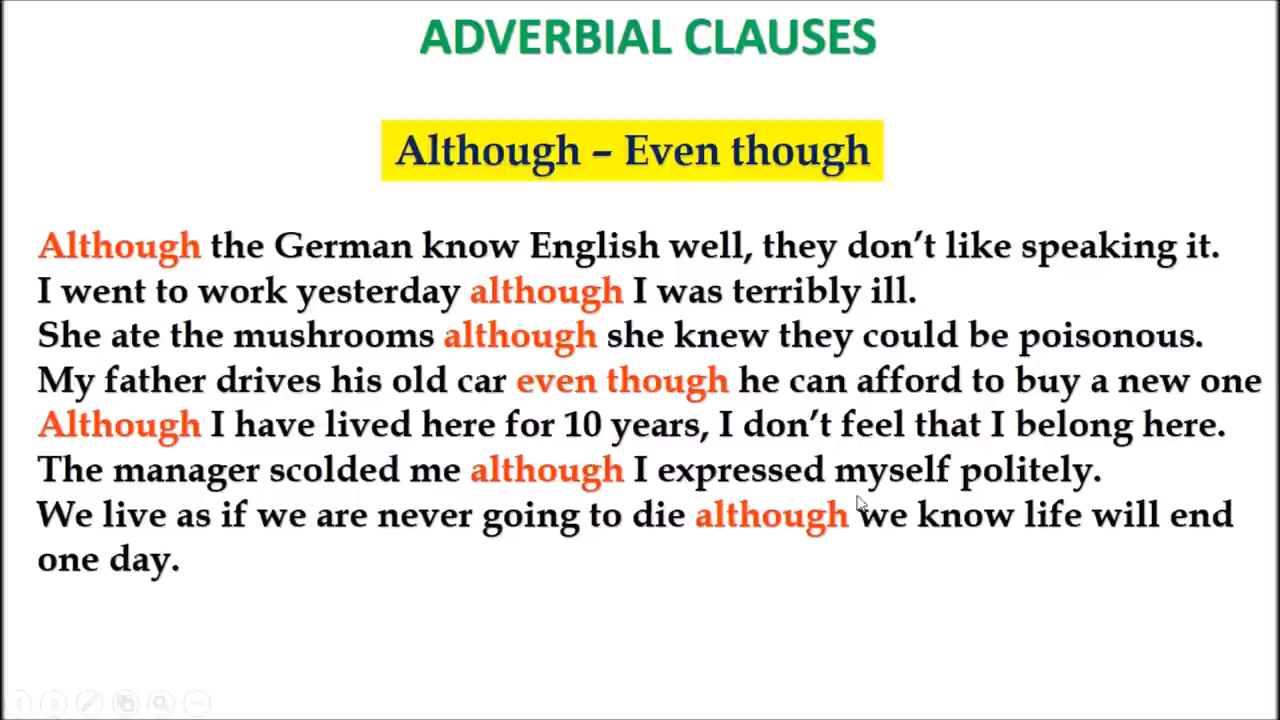 ADVERBIAL CLAUSES
Although – Even though
Although the German know English well, they don’t like speaking it.
I went to work yesterday although I was terribly ill.
She ate the mushrooms although she knew they could be poisonous.
My father drives his old car even though he can afford to buy a new one
Although I have lived here for 10 years, I don’t feel that I belong here.
The manager scolded me although I expressed myself politely.
We live as if we are never going to die although we know life will end
one day.